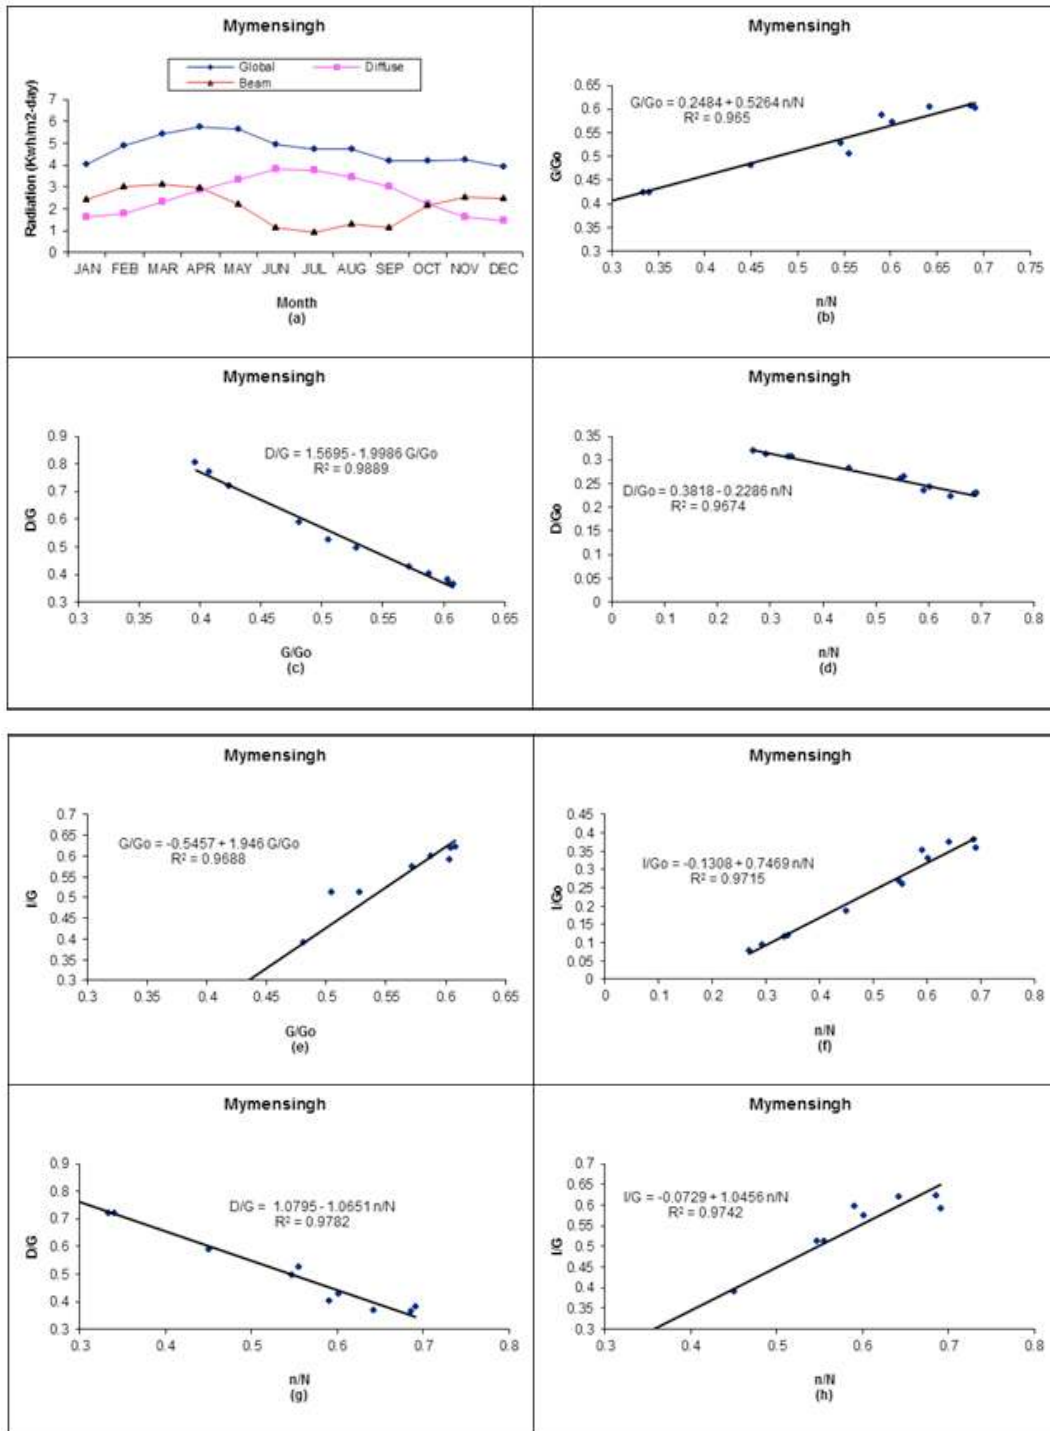 Mymensingh
Global
Diffuse
Beam
Radiation (Kwh/m2-day)
7
6
5
4
3
2
1
0
JAN FEB MAR APR MAY JUN JUL AUG SEP OCT NOV DEC
Month
(a)
Mymensingh
G/Go = 0.2484 + 0.5264 n/N
R² = 0.965
G/Go
0.65
0.6
0.55
0.5
0.45
0.4
0.35
0.3
0.3 0.35 0.4 0.45 0.5 0.55 0.6 0.65 0.7 0.75
n/N
(b)
Mymensingh
D/G = 1.5695 - 1.9986 G/Go
R² = 0.9889
D/G
0.9
0.8
0.7
0.6
0.5
0.4
0.3
0.3 0.35 0.4 0.45 0.5 0.55 0.6 0.65
G/Go
(c)
Mymensingh
D/Go = 0.3818 - 0.2286 n/N
R² = 0.9674
D/Go
0.35
0.3
0.25
0.2
0.15
0.1
0.05
0
0 0.1 0.2 0.3 0.4 0.5 0.6 0.7 0.8
n/N
(d)
Mymensingh
G/Go = -0.5457 + 1.946 G/Go
R² = 0.9688
I/G
0.7
0.65
0.6
0.55
0.5
0.45
0.4
0.35
0.3
0.3 0.35 0.4 0.45 0.5 0.55 0.6 0.65
G/Go
(e)
Mymensingh
I/Go = -0.1308 + 0.7469 n/N
R² = 0.9715
I/Go
0.45
0.4
0.35
0.3
0.25
0.2
0.15
0.1
0.05
0
0 0.1 0.2 0.3 0.4 0.5 0.6 0.7 0.8
n/N
(f)
Mymensingh
D/G = 1.0795 - 1.0651 n/N
R² = 0.9782
D/G
0.9
0.8
0.7
0.6
0.5
0.4
0.3
0.3 0.4 0.5 0.6 0.7 0.8
n/N
(g)
Mymensingh
I/G = -0.0729 + 1.0456 n/N
R² = 0.9742
I/G
0.7
0.65
0.6
0.55
0.5
0.45
0.4
0.35
0.3
0.3 0.4 0.5 0.6 0.7 0.8
n/N
(h)